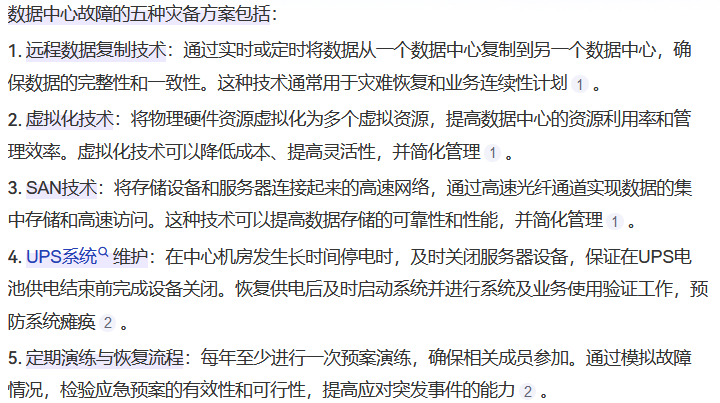 数据中心故障的五种灾备方案包括：
1. 远程数据复制技术：通过实时或定时将数据从一个数据中心复制到另一个数据中心，确
保数据的完整性和一致性。这种技术通常用于灾难恢复和业务连续性计划 1 。
2. 虚拟化技术：将物理硬件资源虚拟化为多个虚拟资源，提高数据中心的资源利用率和管
理效率。虚拟化技术可以降低成本、提高灵活性，并简化管理 1 。
3. SAN技术：将存储设备和服务器连接起来的高速网络，通过高速光纤通道实现数据的集
中存储和高速访问。这种技术可以提高数据存储的可靠性和性能，并简化管理 1 。
4. UPS系统 维护：在中心机房发生长时间停电时，及时关闭服务器设备，保证在UPS电
池供电结束前完成设备关闭。恢复供电后及时启动系统并进行系统及业务使用验证工作，预
防系统瘫痪 2 。
5. 定期演练与恢复流程：每年至少进行一次预案演练，确保相关成员参加。通过模拟故障
情况，检验应急预案的有效性和可行性，提高应对突发事件的能力 2 。